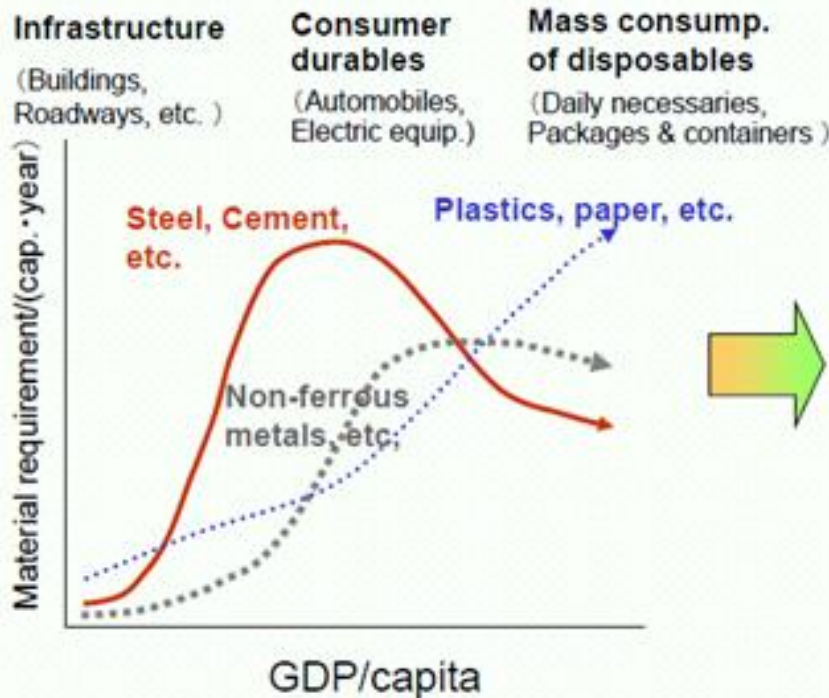 Infrastructure
(Buildings,
Roadways, etc. )
Consumer
durables
(Automobiles,
Electric equip.)
Mass consump.
of disposables
(Daily necessaries,
Packages & containers )
Material requirement/(cap.・year)
Steel, Cement,
etc.
Plastics, paper, etc.
Non-ferrous
metals, etc,
GDP/capita